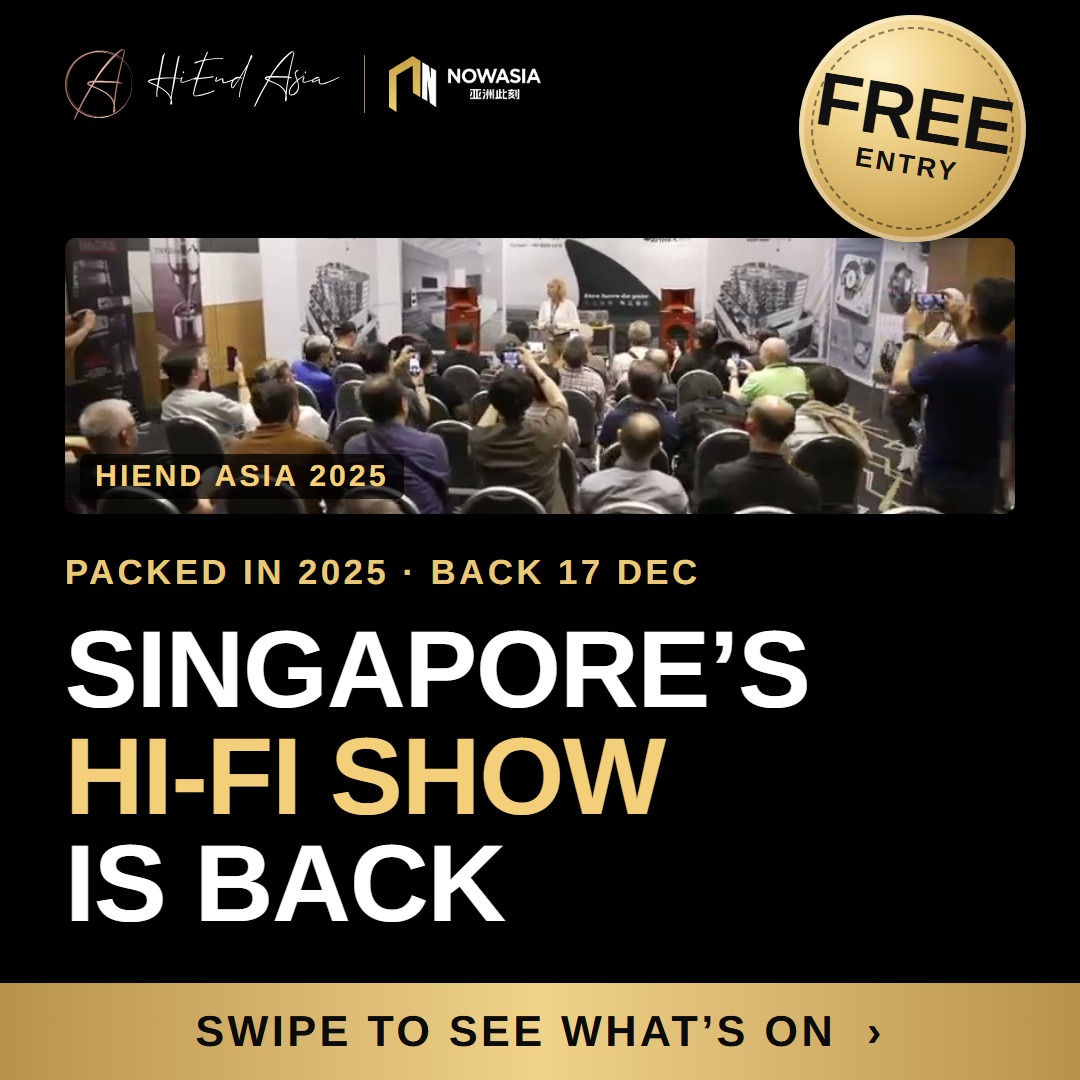 HiEnd Asia
NOWASIA
亚洲此刻
FREE
ENTRY
HIEND ASIA 2025
PACKED IN 2025 · BACK 17 DEC
SINGAPORE’S
HI-FI SHOW
IS BACK
SWIPE TO SEE WHAT’S ON ›